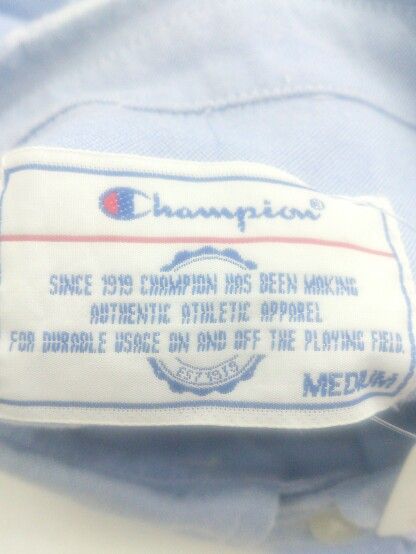 Champion®
SINCE 1919 CHAMPION HAS BEEN MAKING
AUTHENTIC ATHLETIC APPAREL
FOR DURABLE USAGE ON AND OFF THE PLAYING FIELD.
EST 1919
MEDIUM